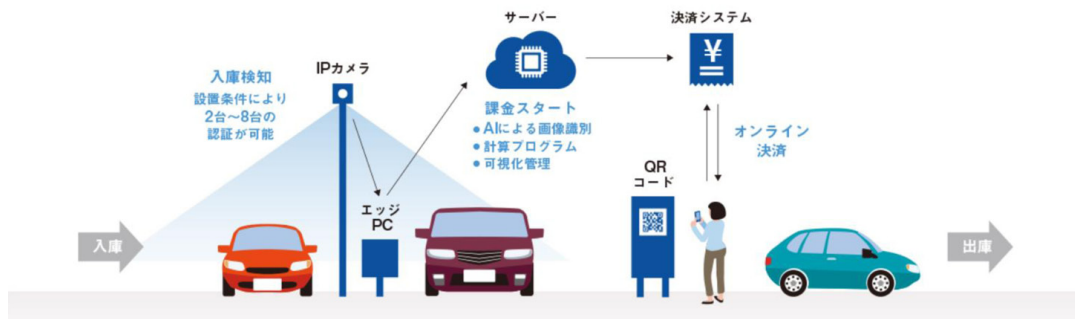 入庫
入庫検知
設置条件により
2台〜8台の
認証が可能
IPカメラ
エッジ
PC
サーバー
課金スタート
●AIによる画像識別
●計算プログラム
●可視化管理
決済システム
¥
オンライン
決済
QR
コード
出庫